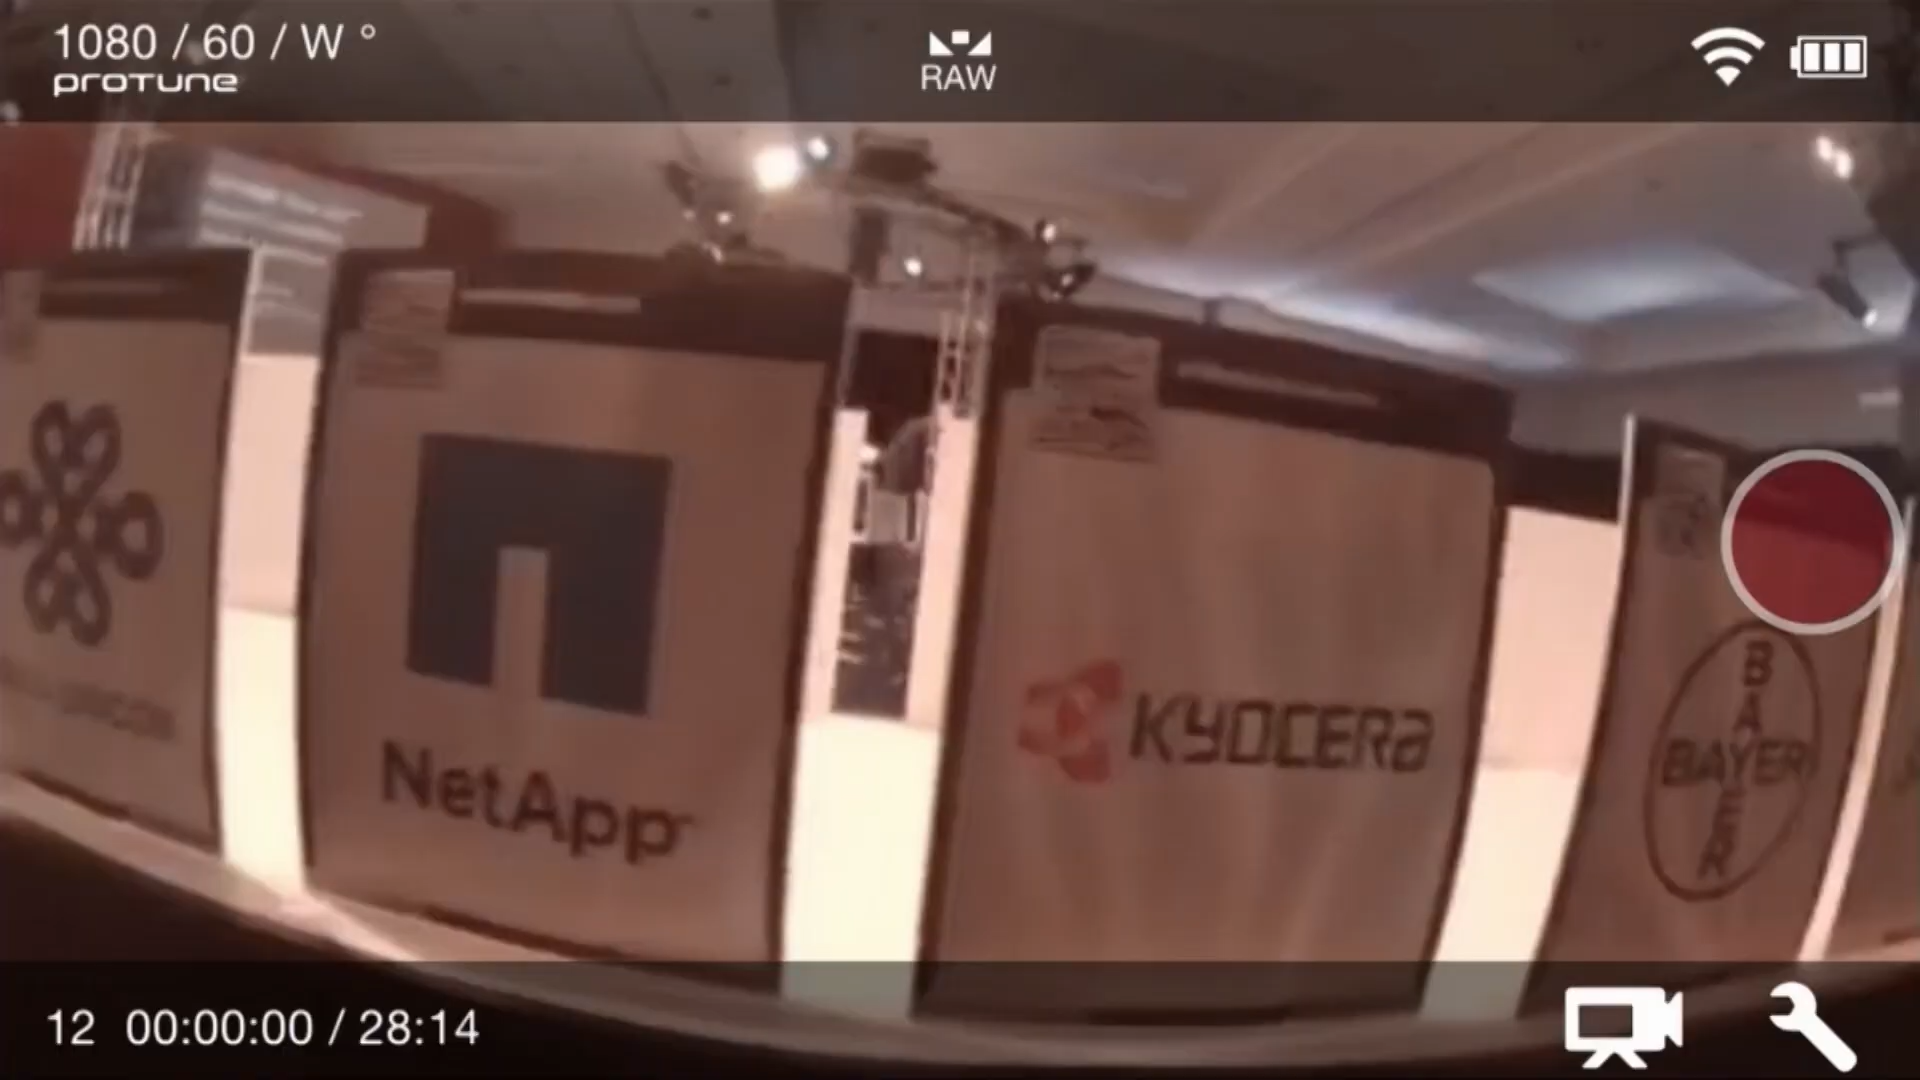 1080 / 60 / W °
protune
RAW
NetApp
KYOCERA
BAYER
BAYER
12 00:00:00 / 28:14